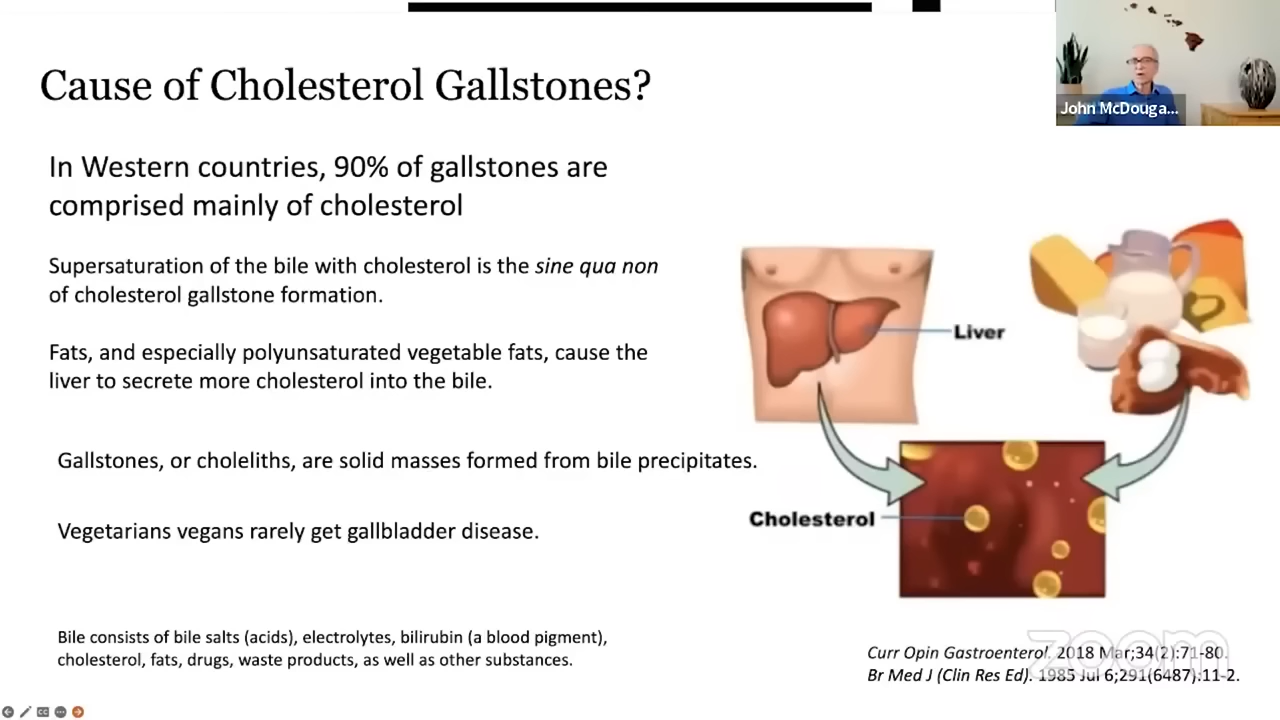 Cause of Cholesterol Gallstones?
John McDouga...
In Western countries, 90% of gallstones are
comprised mainly of cholesterol
Supersaturation of the bile with cholesterol is the sine qua non
of cholesterol gallstone formation.
Fats, and especially polyunsaturated vegetable fats, cause the
liver to secrete more cholesterol into the bile.
Gallstones, or choleliths, are solid masses formed from bile precipitates.
Vegetarians vegans rarely get gallbladder disease.
Bile consists of bile salts (acids), electrolytes, bilirubin (a blood pigment),
cholesterol, fats, drugs, waste products, as well as other substances.
Liver
Cholesterol
Curr Opin Gastroenterol. 2018 Mar;34(2):71-80.
Br Med J (Clin Res Ed). 1985 Jul 6;291(6487):11-2.
zoom